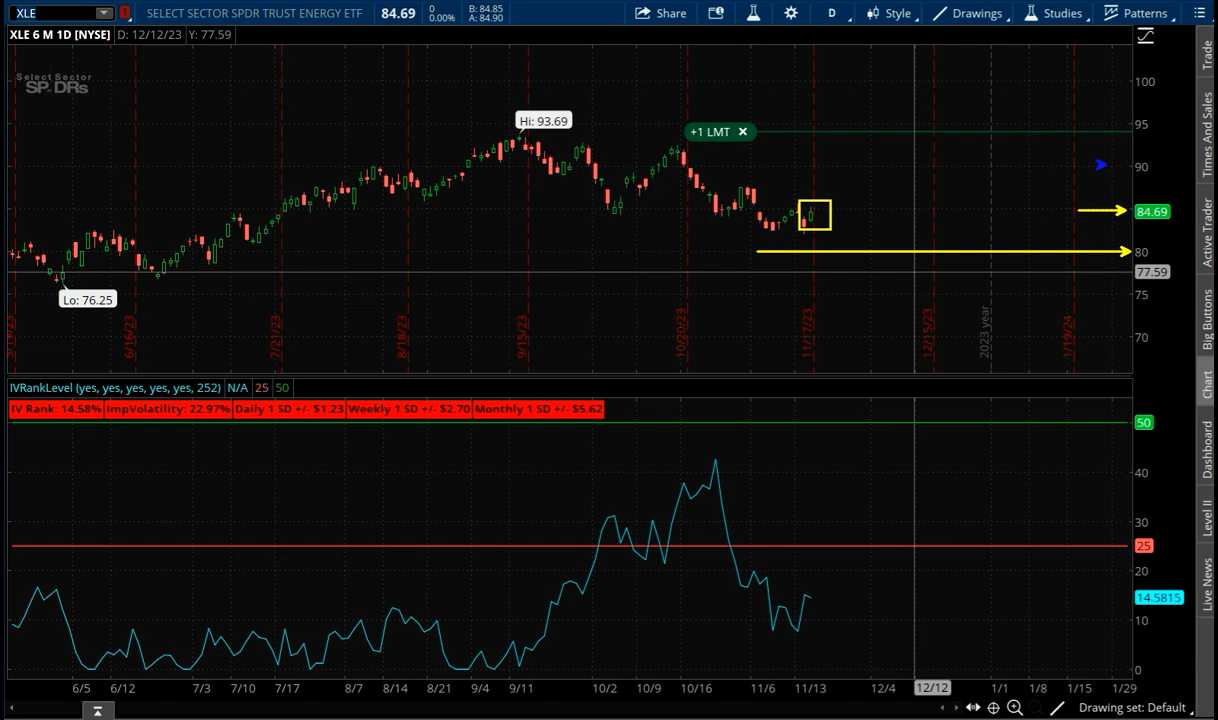 XLE 1 SELECT SECTOR SPDR TRUST ENERGY ETF 84.69 0 B: 84.85 Share D Style Drawings Studies Patterns
0.00% A: 84.90
XLE 6 M 1D [NYSE] D: 12/12/23 Y: 77.59
Select Sector
SPDRs
100
95
90
84.69
80
77.59
75
70
Hi: 93.69
+1 LMT
Lo: 76.25
6/16/23
7/21/23
8/18/23
9/15/23
10/20/23
11/17/23
12/15/23
2023 year
1/19/24
IVRankLevel (yes, yes, yes, yes, yes, 252) N/A 25 50
IV Rank: 14.58% ImpVolatility: 22.97% Daily 1 SD +/- $1.23 Weekly 1 SD +/- $2.70 Monthly 1 SD +/- $5.62
50
40
30
25
20
14.5815
10
0
6/5 6/12 7/3 7/10 7/17 8/7 8/14 8/21 9/4 9/11 10/2 10/9 10/16 11/6 11/13 12/4 12/12 1/1 1/8 1/15 1/29
Drawing set: Default
Trade
Times And Sales
Active Trader
Big Buttons
Chart
Dashboard
Level II
Live News